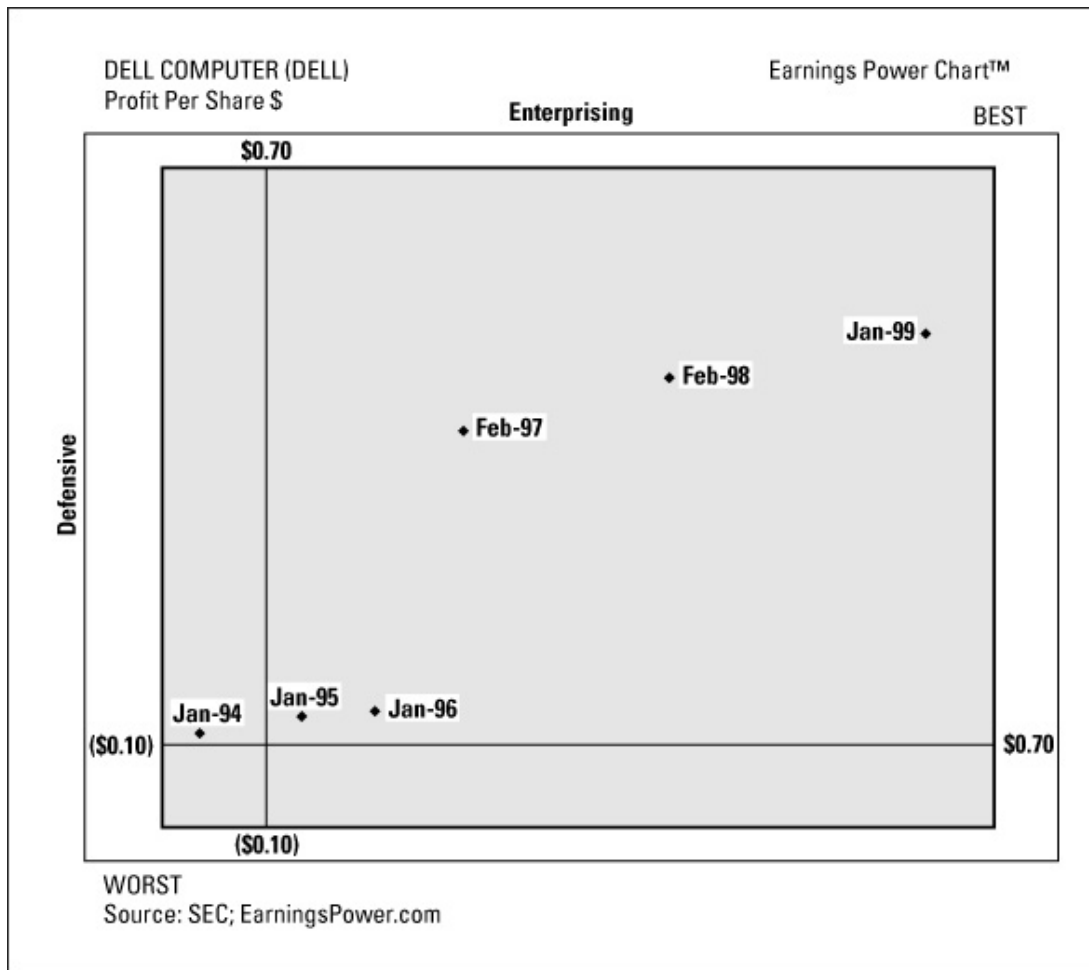 DELL COMPUTER (DELL)
Profit Per Share $
Earnings Power Chart™
Enterprising
BEST
$0.70
Jan-99
Feb-98
Feb-97
Defensive
Jan-95
Jan-94
Jan-96
($0.10)
$0.70
($0.10)
WORST
Source: SEC; EarningsPower.com